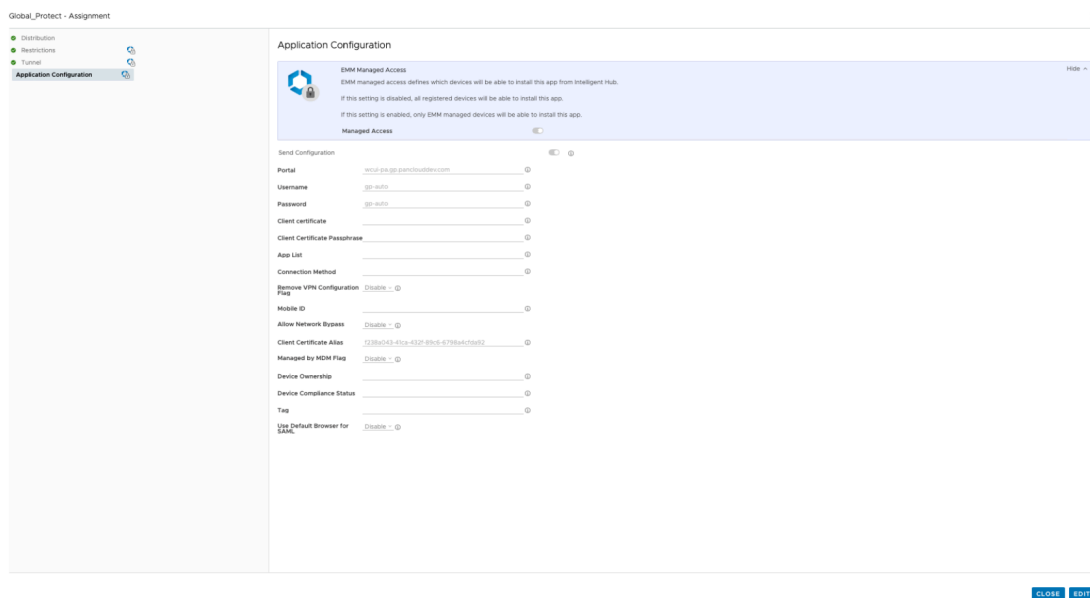 Global_Protect - Assignment
Distribution
Restrictions
Tunnel
Application Configuration
Application Configuration
EMM Managed Access
Hide
EMM managed access defines which devices will be able to install this app from Intelligent Hub.
If this setting is disabled, all registered devices will be able to install this app.
If this setting is enabled, only EMM managed devices will be able to install this app.
Managed Access
Send Configuration
Portal wcui-pa.gp.panclouddev.com
Username gp-auto
Password gp-auto
Client certificate
Client Certificate Passphrase
App List
Connection Method
Remove VPN Configuration Disable
Flag
Mobile ID
Allow Network Bypass Disable
Client Certificate Alias
Managed by MDM Flag Disable
Device Ownership
Device Compliance Status
Tag
Use Default Browser for Disable
SAML
CLOSE EDIT